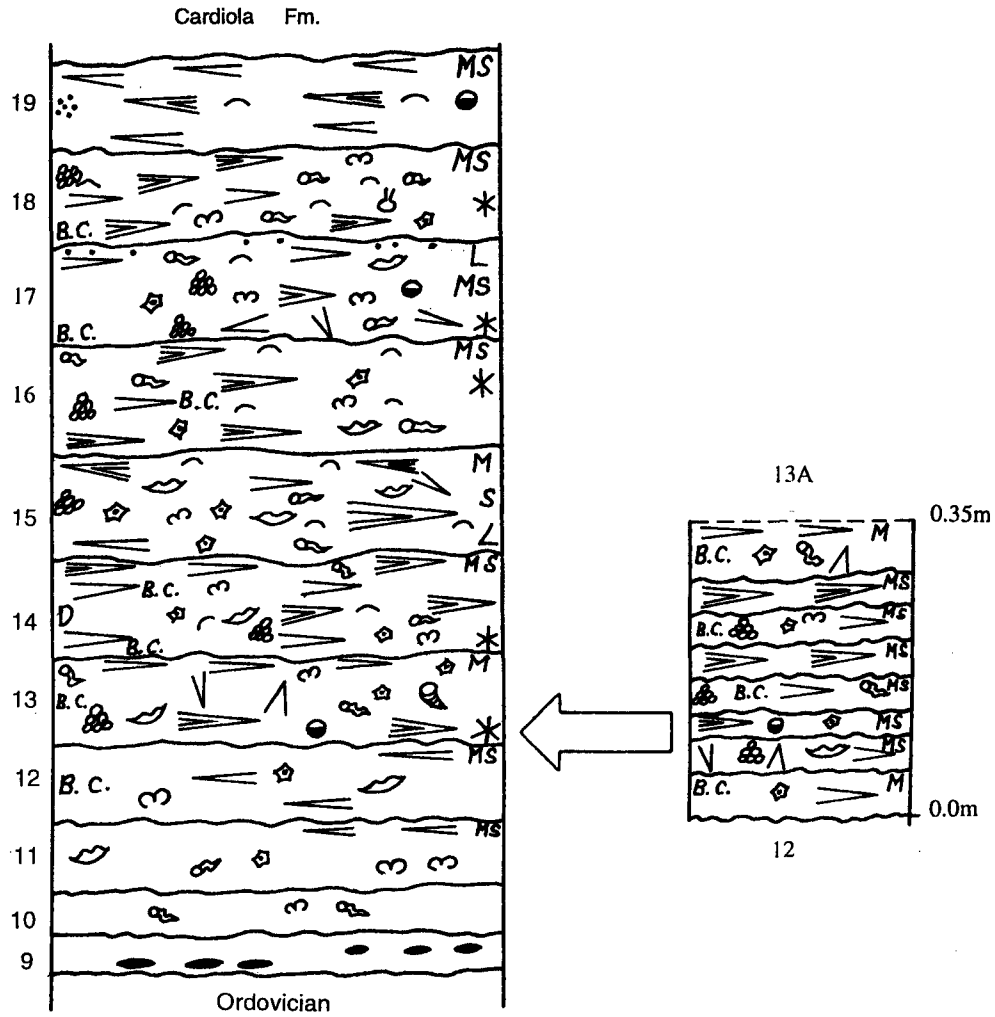 Cardiola Fm.
MS
19
MS
18
B.C.
L
17
MS
B.C.
MS
16
B.C.
M
S
15
L
MS
B.C.
14
D
B.C.
M
13
B.C.
MS
12
B.C.
MS
11
10
9
Ordovician
13A
0.35m
M
B.C.
MS
MS
B.C.
MS
MS
B.C.
MS
MS
M
B.C.
0.0m
12